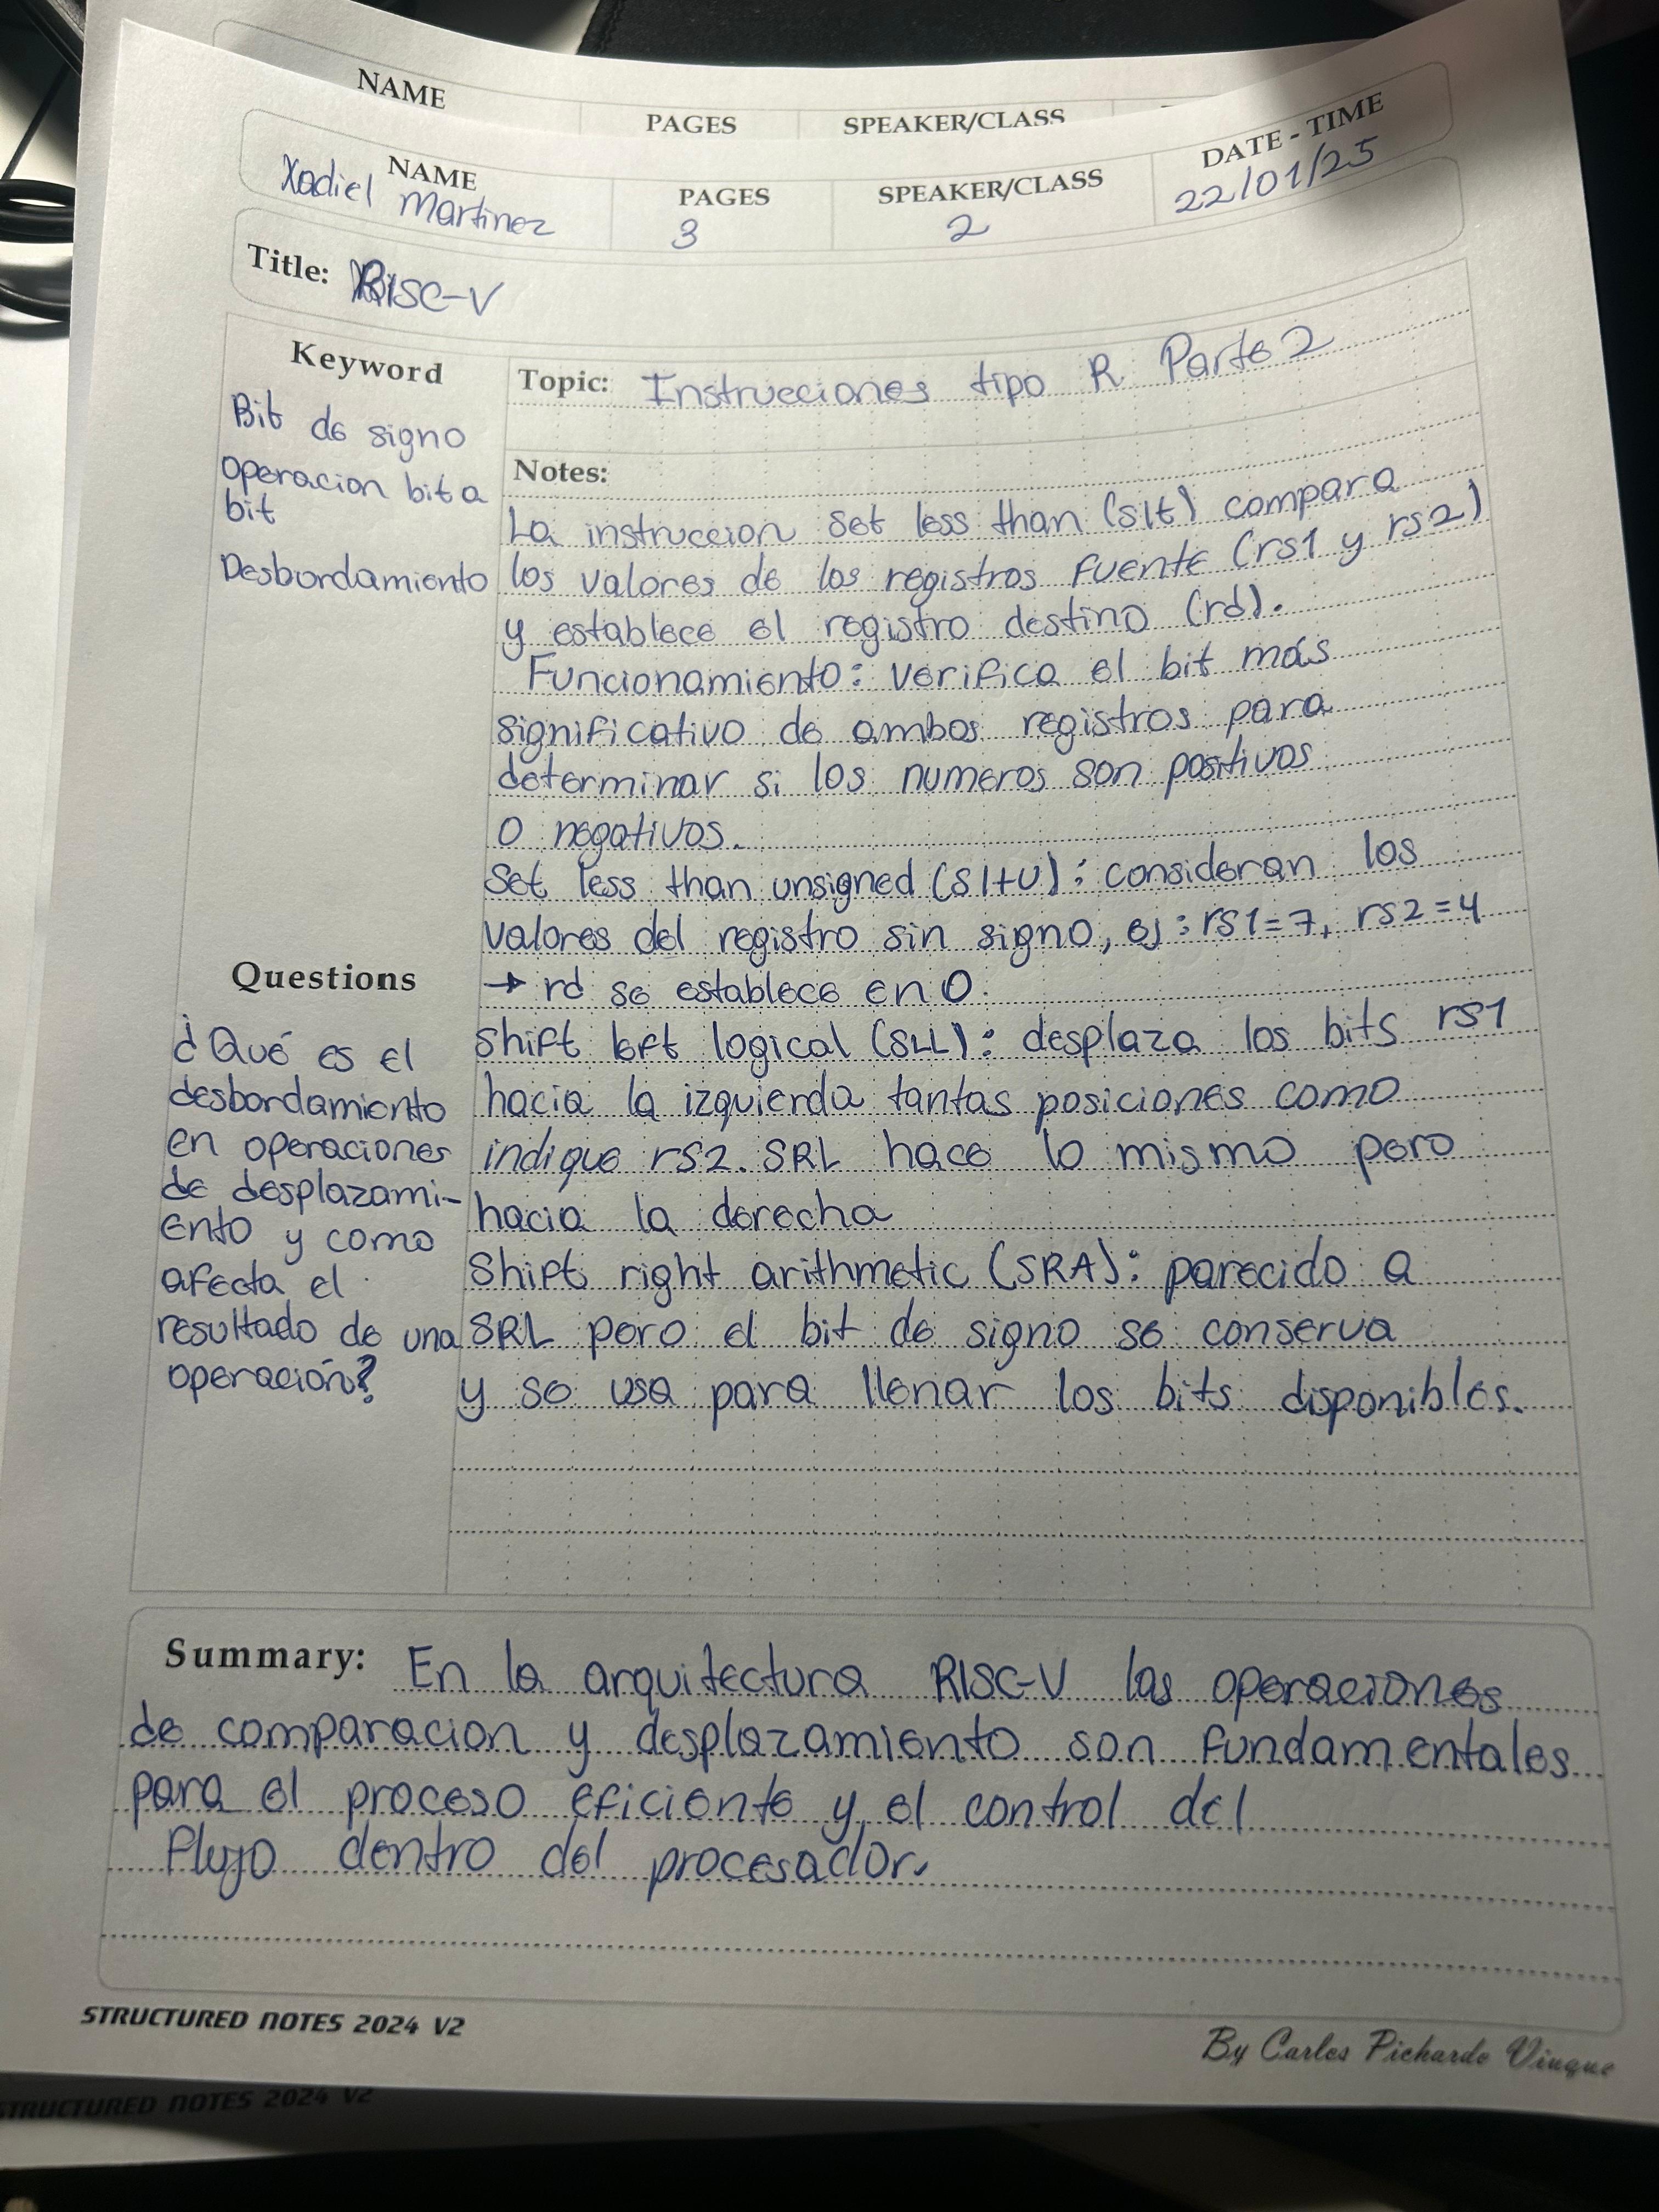 NAME
PAGES
SPEAKER/CLASS
NAME
Xadiel Martinez
PAGES
3
SPEAKER/CLASS
2
DATE - TIME
22/01/25
Title: RISC-V
Keyword
Bit de signo
operacion bit a
bit
Desbordamiento
Topic: Instrucciones tipo R Parte 2
Notes:
La instruccion set less than (slt) compara
los valores de los registros fuente (rs1 y rs2)
y establece el registro destino (rd).
Funcionamiento: verifica el bit más
significativo de ambos registros para
determinar si los numeros son positivos
o negativos.
Set less than unsigned (sltu): consideran los
valores del registro sin signo, ej: rs1=7, rs2=4
→ rd se establece en 0.
Shift left logical (SLL): desplaza los bits rs1
hacia la izquierda tantas posiciones como
indique rs2. SRL hace lo mismo pero
hacia la derecha
Shift right arithmetic (SRA): parecido a
SRL pero el bit de signo se conserva
y se usa para llenar los bits disponibles.
Questions
¿Qué es el
desbordamiento
en operaciones
de desplazami-
ento y como
afecta el
resultado de una
operación?
Summary: En la arquitectura RISC-V las operaciones
de comparacion y desplazamiento son fundamentales
para el proceso eficiente y el control del
flujo dentro del procesador.
STRUCTURED NOTES 2024 V2
By Carlos Pichardo Viuque
STRUCTURED NOTES 2024 V2